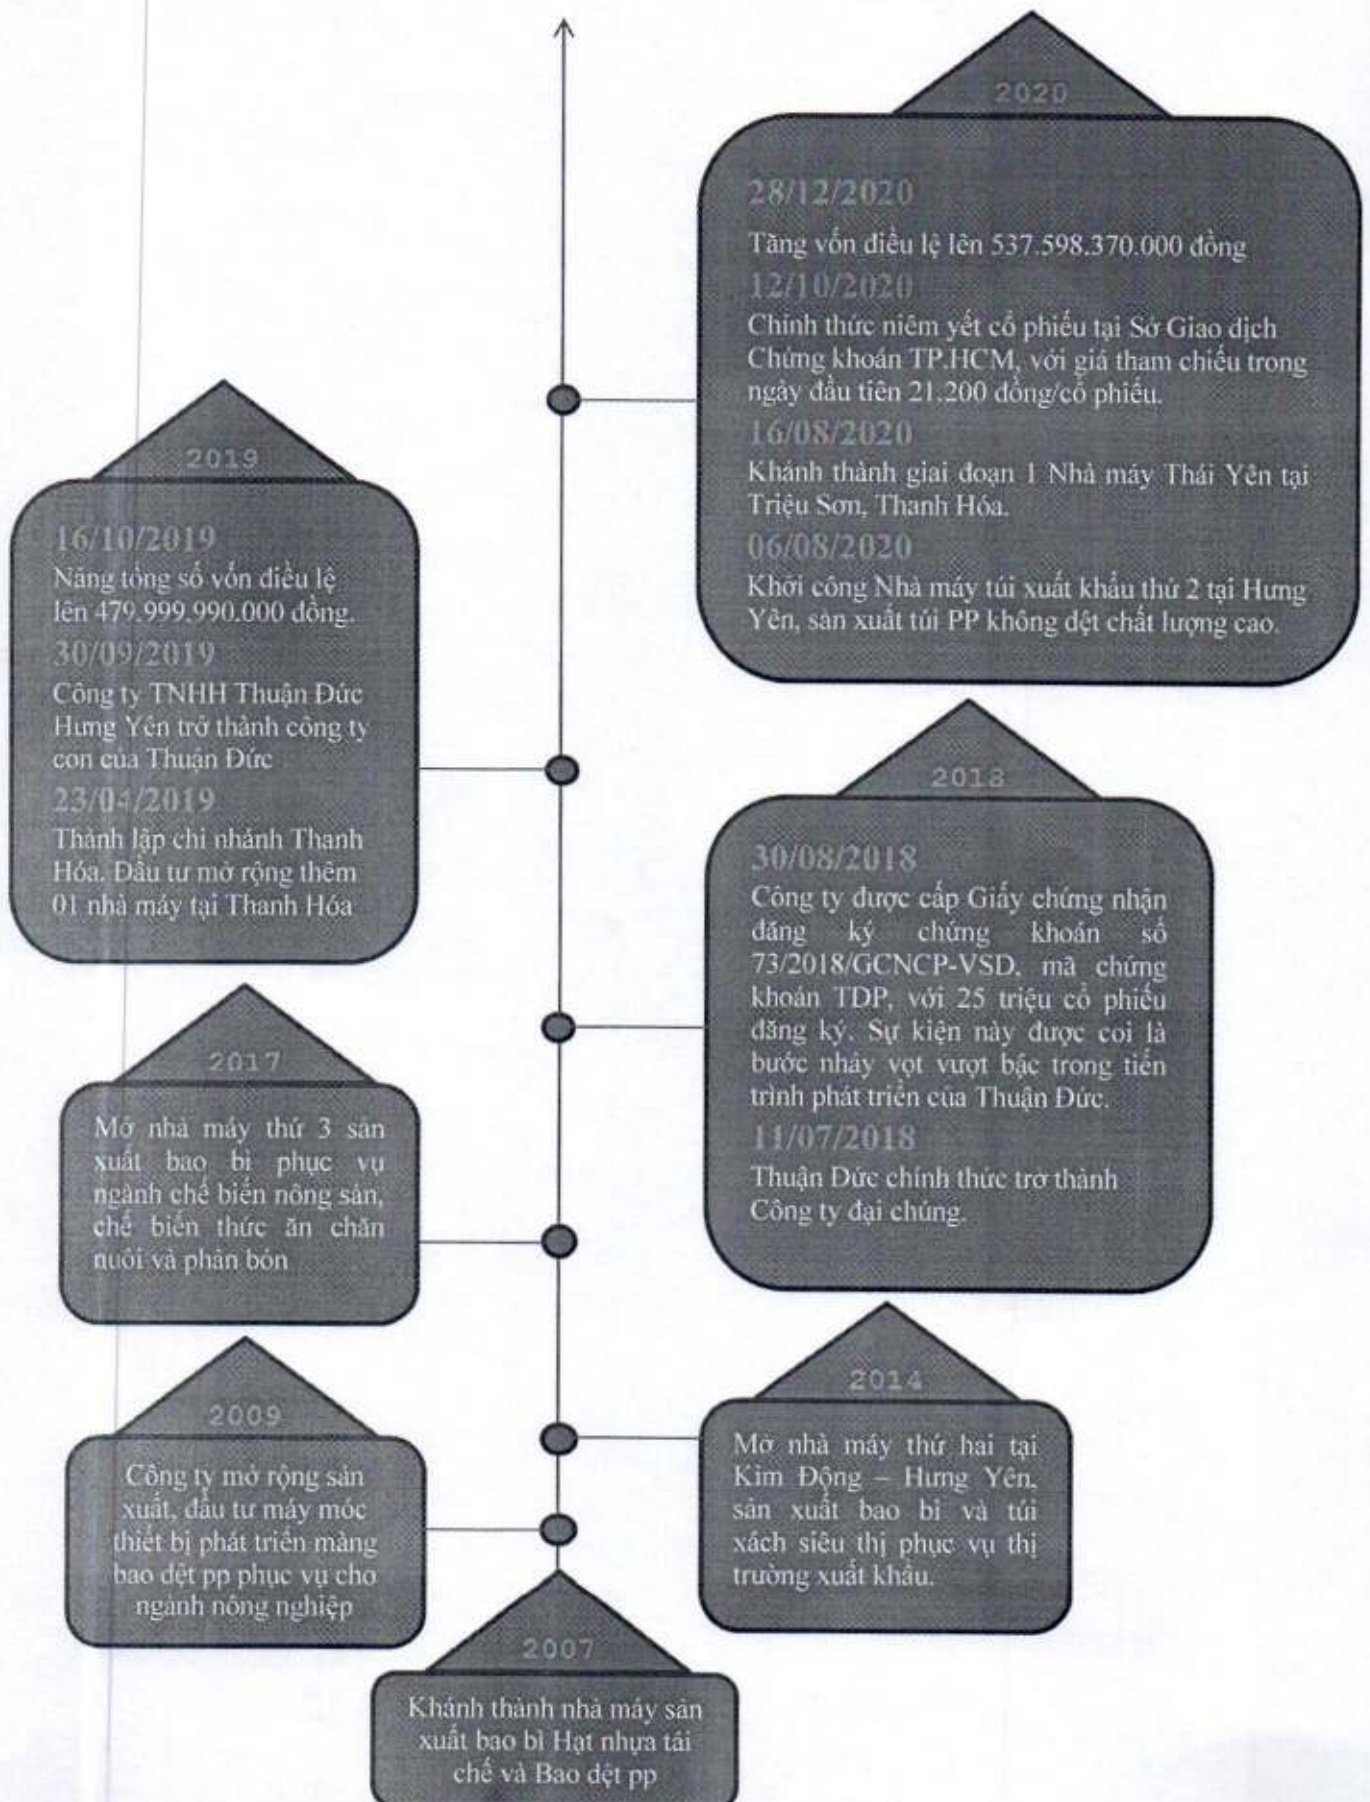 2020
28/12/2020
Tăng vốn điều lệ lên 537.598.370.000 đồng
12/10/2020
Chính thức niêm yết cổ phiếu tại Sở Giao dịch
Chứng khoán TP.HCM, với giá tham chiếu trong
ngày đầu tiên 21.200 đồng/cổ phiếu.
16/08/2020
Khánh thành giai đoạn 1 Nhà máy Thái Yên tại
Triệu Sơn, Thanh Hóa.
06/08/2020
Khởi công Nhà máy túi xuất khẩu thứ 2 tại Hưng
Yên, sản xuất túi PP không dệt chất lượng cao.
2019
16/10/2019
Nâng tổng số vốn điều lệ
lên 479.999.990.000 đồng.
30/09/2019
Công ty TNHH Thuận Đức
Hưng Yên trở thành công ty
con của Thuận Đức
23/04/2019
Thành lập chi nhánh Thanh
Hóa. Đầu tư mở rộng thêm
01 nhà máy tại Thanh Hóa
2018
30/08/2018
Công ty được cấp Giấy chứng nhận
đăng ký chứng khoán số
73/2018/GCNCP-VSD, mã chứng
khoán TDP, với 25 triệu cổ phiếu
đăng ký. Sự kiện này được coi là
bước nhảy vọt vượt bậc trong tiến
trình phát triển của Thuận Đức.
11/07/2018
Thuận Đức chính thức trở thành
Công ty đại chúng.
2017
Mở nhà máy thứ 3 sản
xuất bao bì phục vụ
ngành chế biến nông sản,
chế biến thức ăn chăn
nuôi và phân bón
2014
Mở nhà máy thứ hai tại
Kim Động – Hưng Yên,
sản xuất bao bì và túi
xách siêu thị phục vụ thị
trường xuất khẩu.
2009
Công ty mở rộng sản
xuất, đầu tư máy móc
thiết bị phát triển mảng
bao dệt pp phục vụ cho
ngành nông nghiệp
2007
Khánh thành nhà máy sản
xuất bao bì Hạt nhựa tái
chế và Bao dệt pp